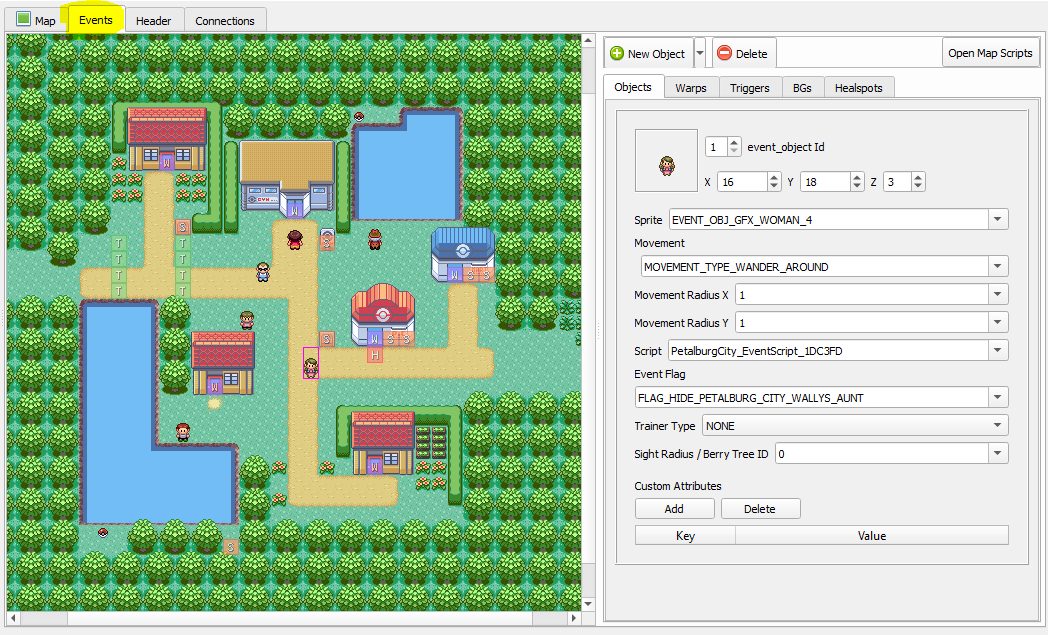 Map Events Header Connections
New Object Delete Open Map Scripts
Objects Warps Triggers BGs Healspots
1 event_object Id
X 16 Y 18 Z 3
Sprite EVENT_OBJ_GFX_WOMAN_4
Movement
MOVEMENT_TYPE_WANDER_AROUND
Movement Radius X 1
Movement Radius Y 1
Script PetalburgCity_EventScript_1DC3FD
Event Flag
FLAG_HIDE_PETALBURG_CITY_WALLYS_AUNT
Trainer Type NONE
Sight Radius / Berry Tree ID 0
Custom Attributes
Add Delete
Key Value
W
GYM
W
S
T T
S
T T
W S S
T T
T T
S
W S S
H
W
W
S